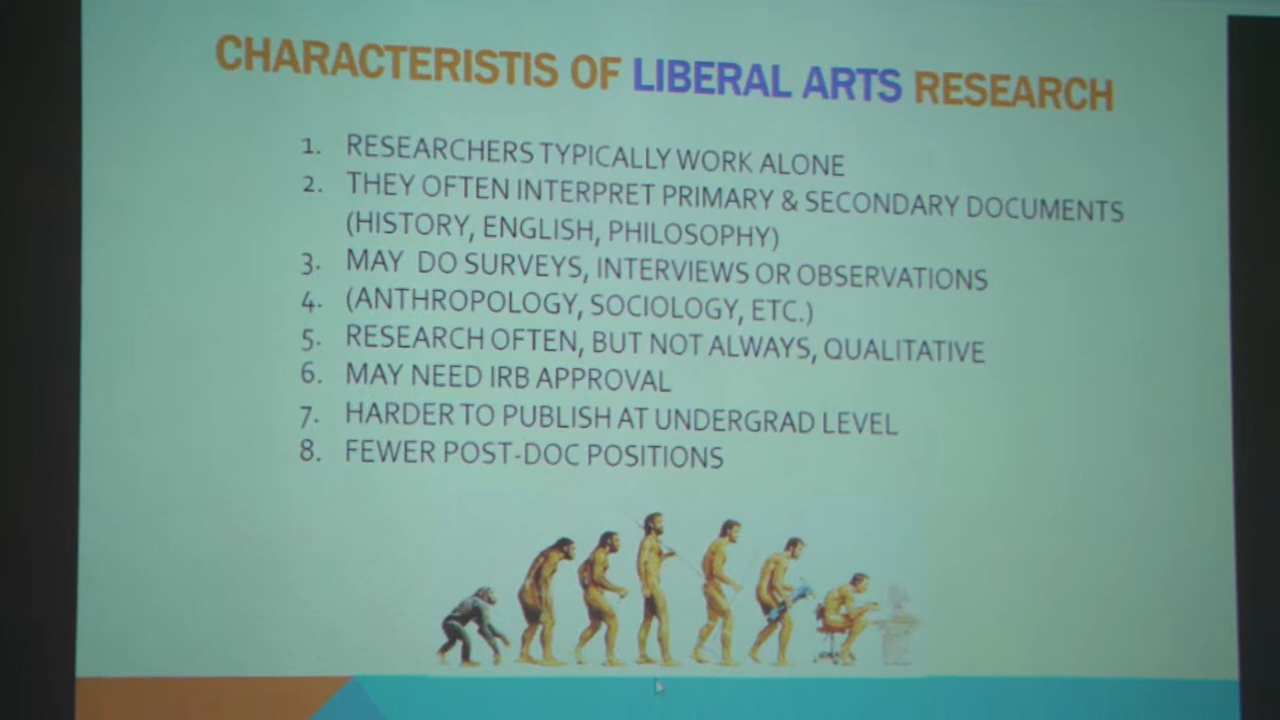 CHARACTERISTIS OF LIBERAL ARTS RESEARCH
1. RESEARCHERS TYPICALLY WORK ALONE
2. THEY OFTEN INTERPRET PRIMARY & SECONDARY DOCUMENTS
(HISTORY, ENGLISH, PHILOSOPHY)
3. MAY DO SURVEYS, INTERVIEWS OR OBSERVATIONS
4. (ANTHROPOLOGY, SOCIOLOGY, ETC.)
5. RESEARCH OFTEN, BUT NOT ALWAYS, QUALITATIVE
6. MAY NEED IRB APPROVAL
7. HARDER TO PUBLISH AT UNDERGRAD LEVEL
8. FEWER POST-DOC POSITIONS